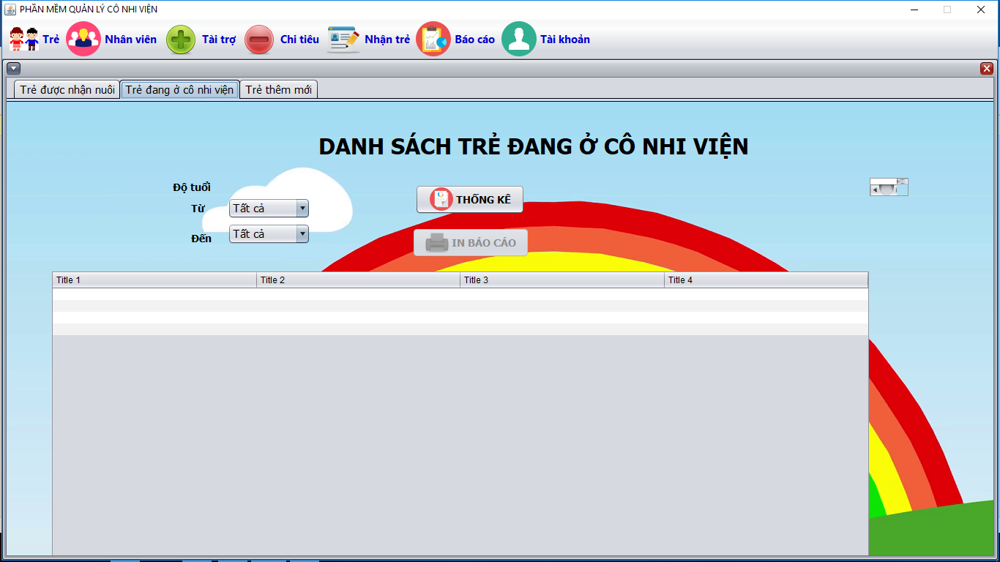 PHẦN MỀM QUẢN LÝ CÔ NHI VIỆN
Trẻ Nhân viên Tài trợ Chi tiêu Nhận trẻ Báo cáo Tài khoản
Trẻ được nhận nuôi Trẻ đang ở cô nhi viện Trẻ thêm mới
DANH SÁCH TRẺ ĐANG Ở CÔ NHI VIỆN
Độ tuổi
Từ Tất cả
Đến Tất cả
THỐNG KÊ
IN BÁO CÁO
Title 1 Title 2 Title 3 Title 4